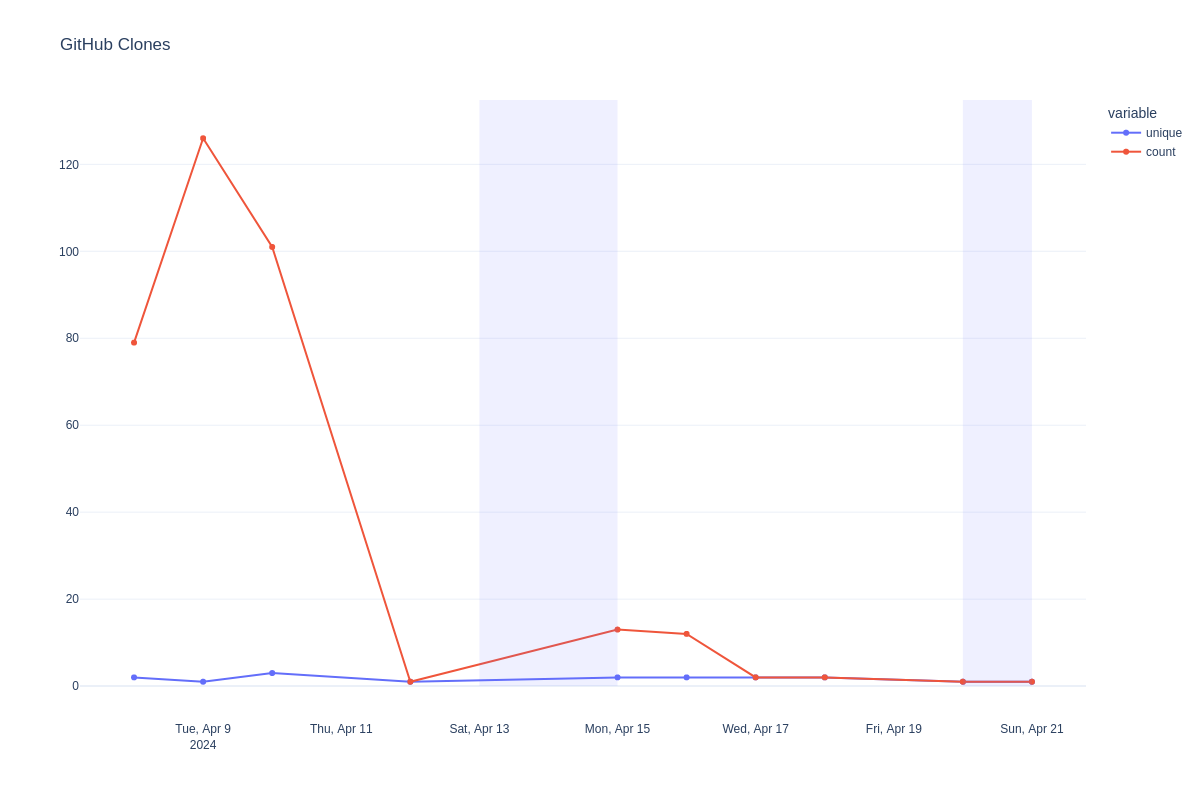 GitHub Clones
variable
unique
count
120
100
80
60
40
20
0
Tue, Apr 9
2024
Thu, Apr 11
Sat, Apr 13
Mon, Apr 15
Wed, Apr 17
Fri, Apr 19
Sun, Apr 21